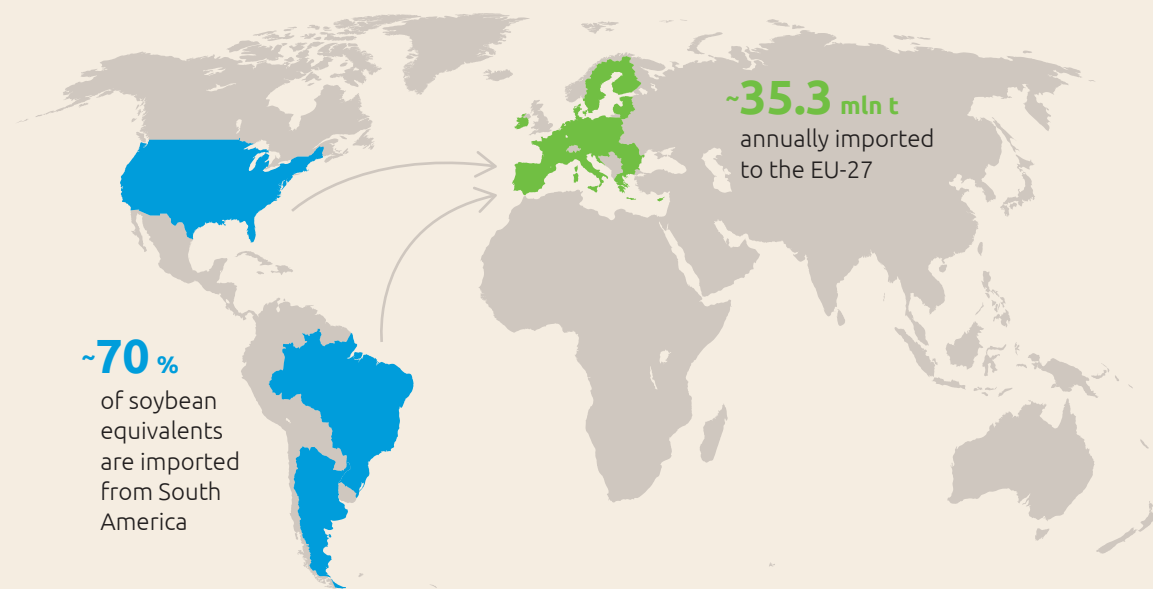 ~35.3 mln t
annually imported
to the EU-27
~70 %
of soybean
equivalents
are imported
from South
America